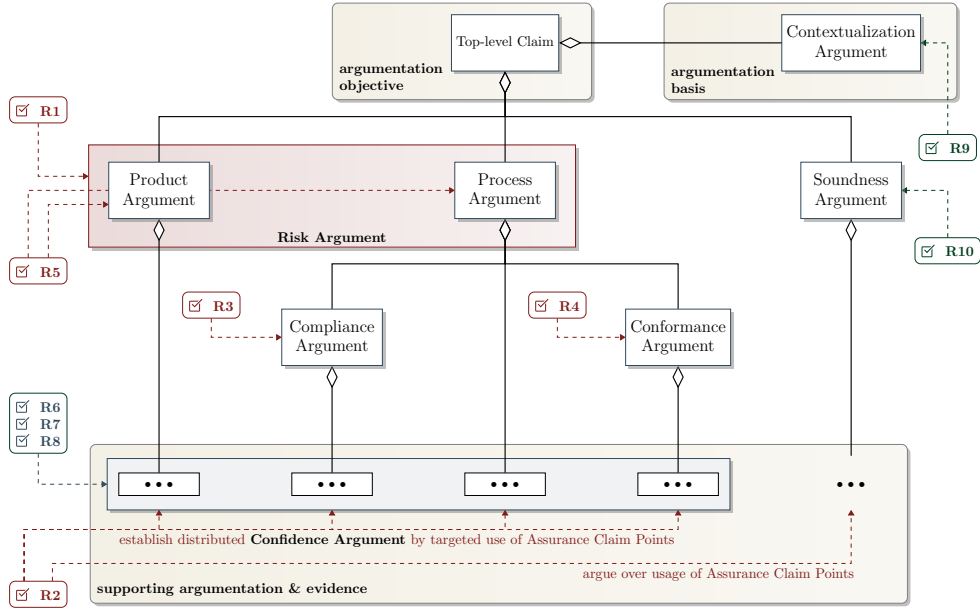 Top-level Claim
Contextualization
Argument
argumentation
objective
argumentation
basis
R1
R9
Product
Argument
Process
Argument
Soundness
Argument
Risk Argument
R5
R10
R3
R4
Compliance
Argument
Conformance
Argument
R6
R7
R8
•••
•••
•••
•••
•••
establish distributed Confidence Argument by targeted use of Assurance Claim Points
argue over usage of Assurance Claim Points
supporting argumentation & evidence
R2